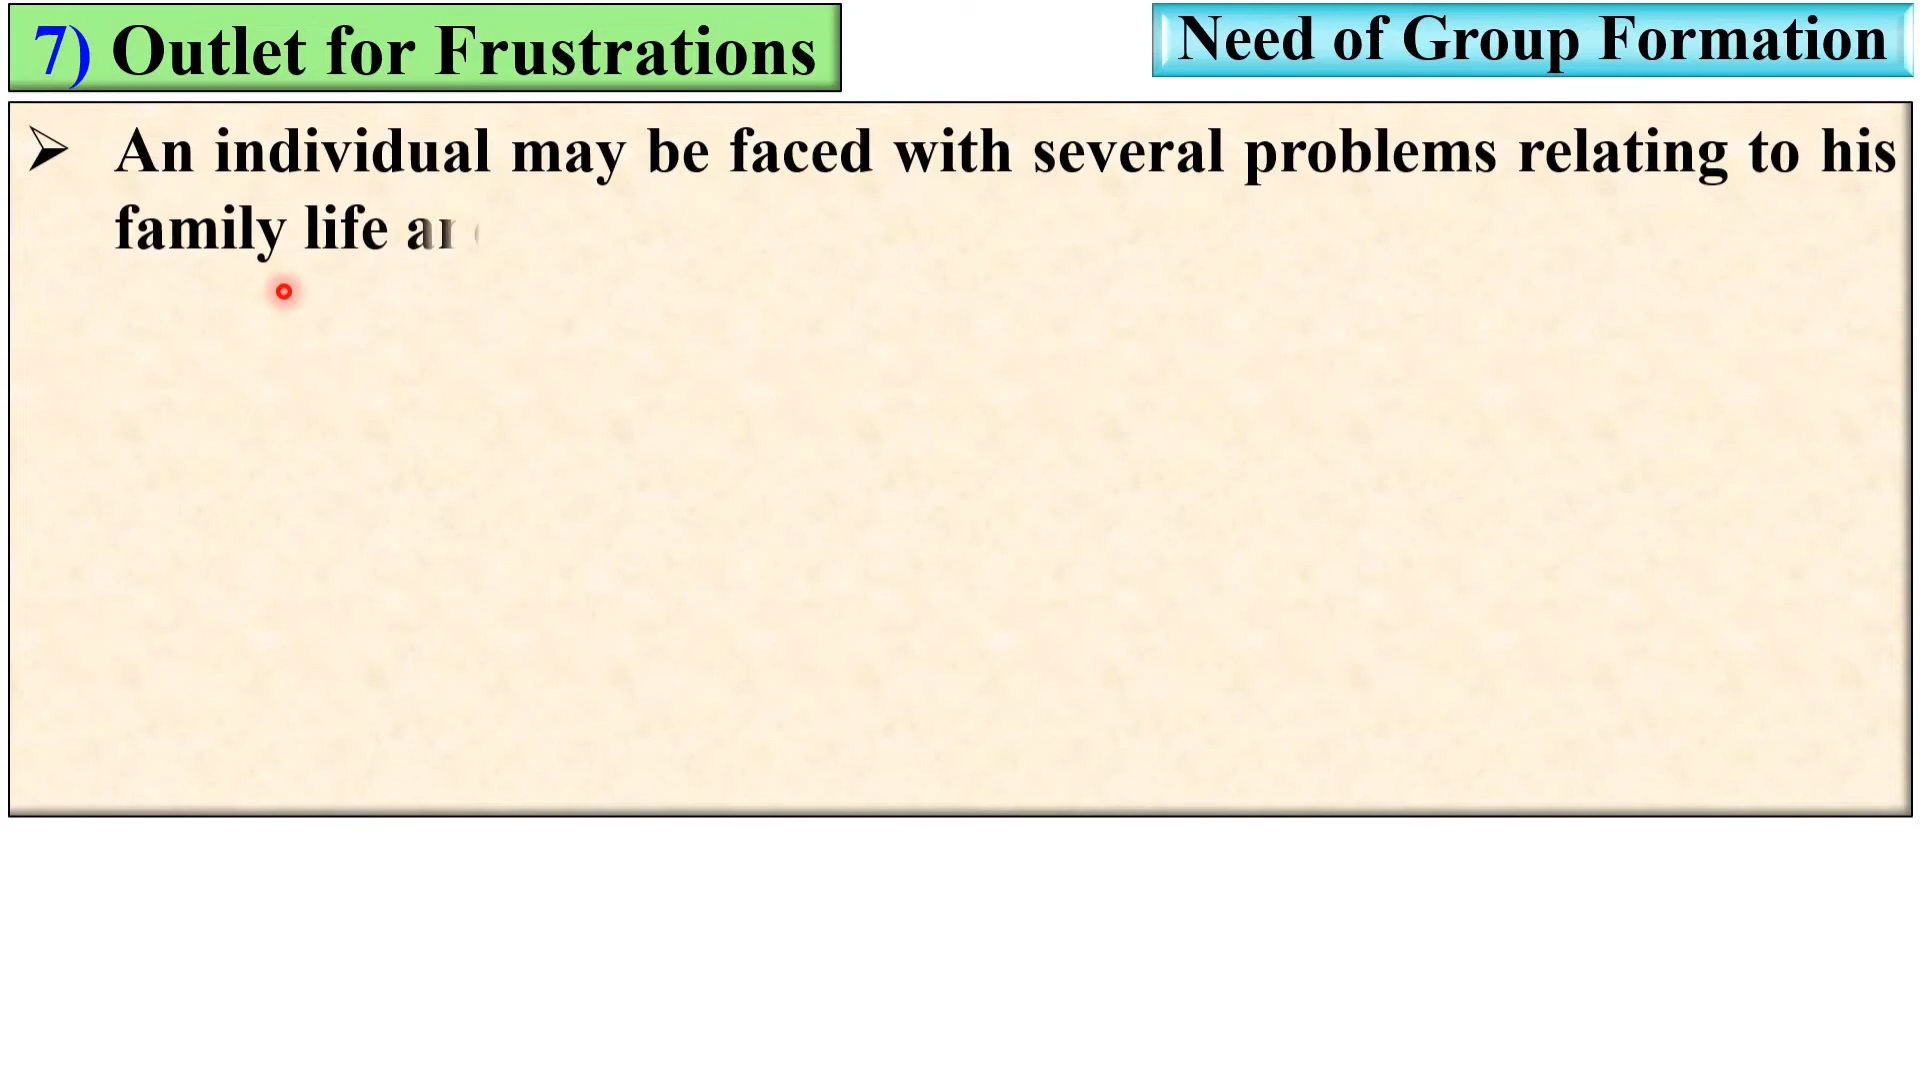 7) Outlet for Frustrations
Need of Group Formation
➢ An individual may be faced with several problems relating to his
family life